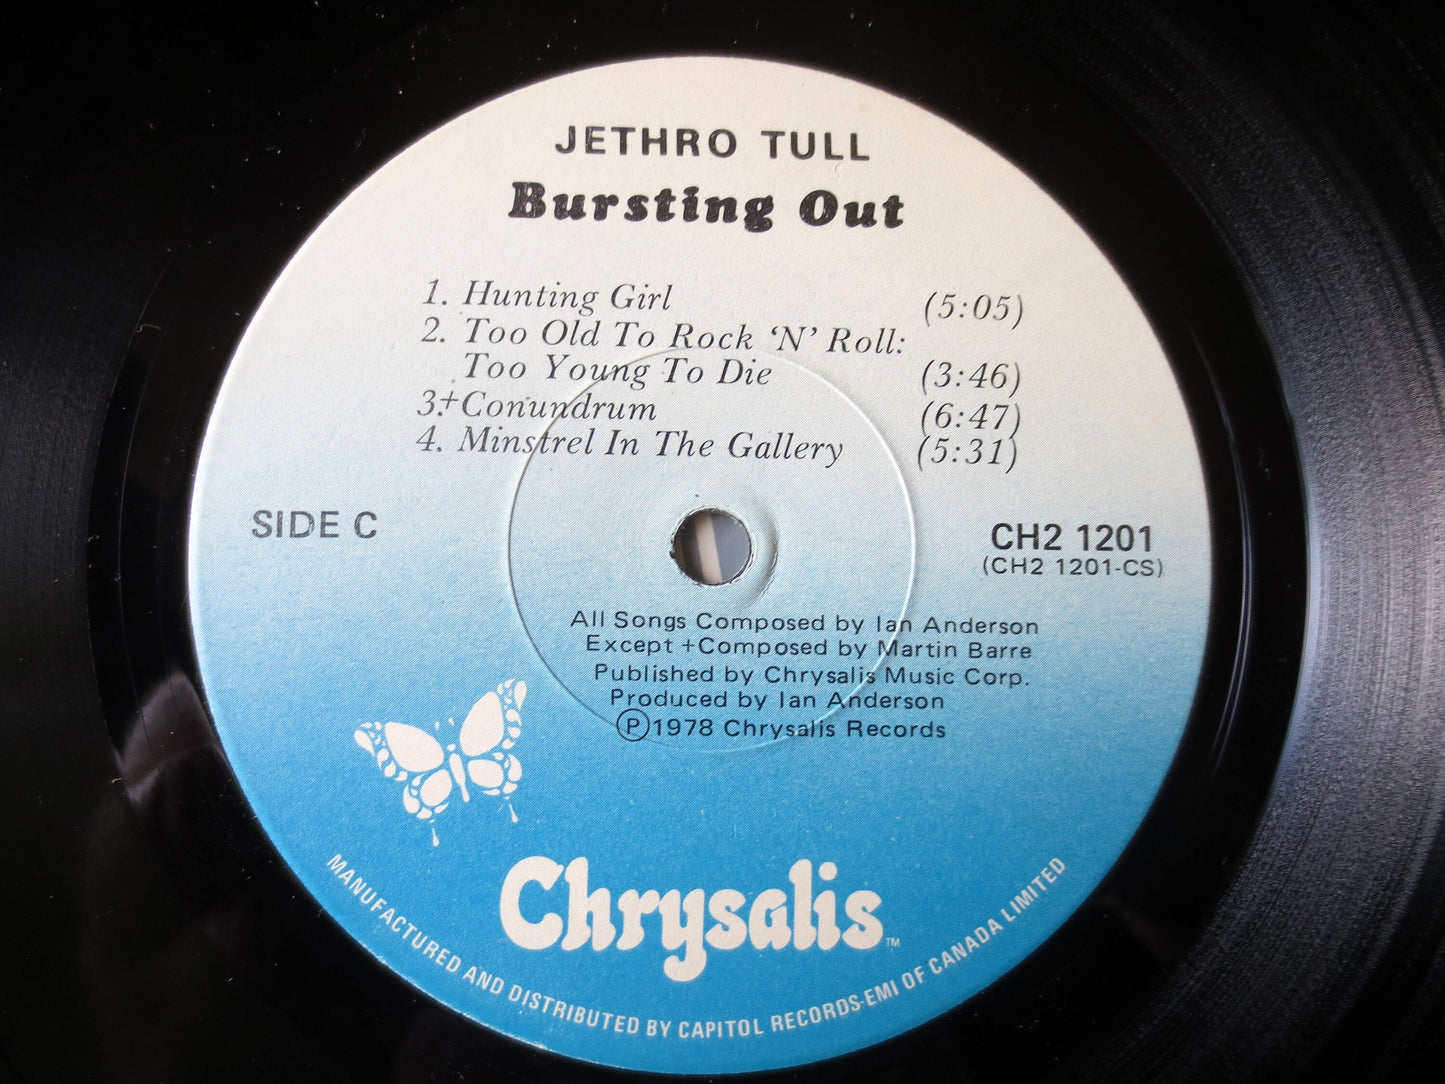 JETHRO TULL
Bursting Out
1. Hunting Girl (5:05)
2. Too Old To Rock 'N' Roll:
Too Young To Die (3:46)
3.+Conundrum (6:47)
4. Minstrel In The Gallery (5:31)
SIDE C
CH2 1201
(CH2 1201-CS)
All Songs Composed by Ian Anderson
Except +Composed by Martin Barre
Published by Chrysalis Music Corp.
Produced by Ian Anderson
Ⓟ1978 Chrysalis Records
Chrysalis™
MANUFACTURED AND DISTRIBUTED BY CAPITOL RECORDS-EMI OF CANADA LIMITED